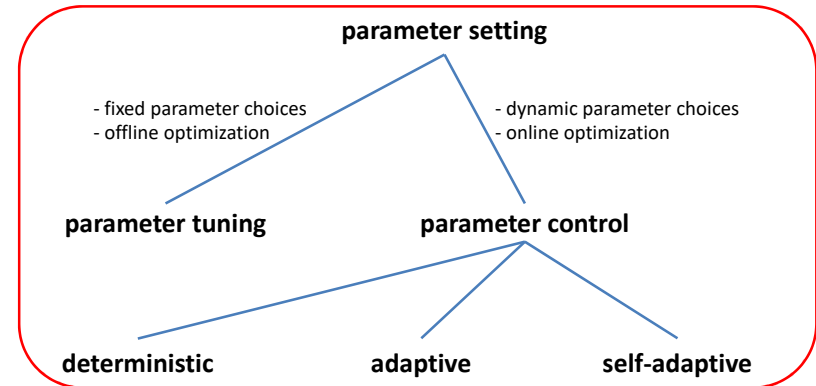 parameter setting
- fixed parameter choices
- offline optimization
- dynamic parameter choices
- online optimization
parameter tuning
parameter control
deterministic
adaptive
self-adaptive